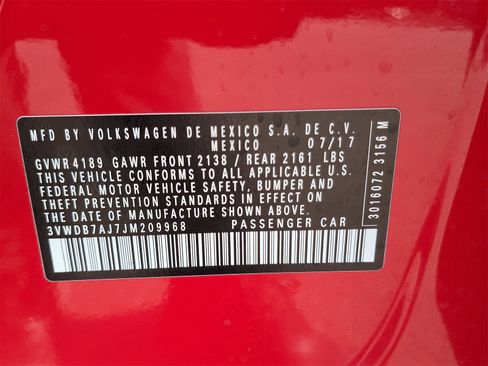 MFD BY VOLKSWAGEN DE MEXICO S.A. DE C.V.
MEXICO 07/17
GVWR 4189 GAWR FRONT 2138 / REAR 2161 LBS
THIS VEHICLE CONFORMS TO ALL APPLICABLE U.S.
FEDERAL MOTOR VEHICLE SAFETY, BUMPER AND
THEFT PREVENTION STANDARDS IN EFFECT ON
THE DATE OF MANUFACTURE SHOWN ABOVE.
3VWDB7AJ7JM209968 PASSENGER CAR
3016072 3156 M